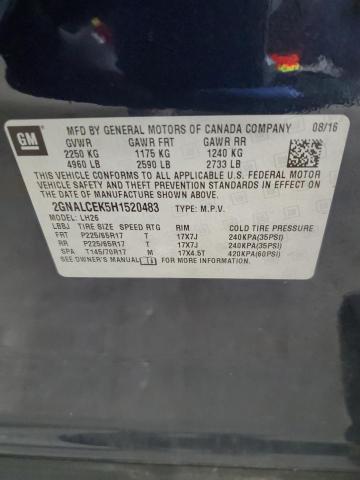 GM
MFD BY GENERAL MOTORS OF CANADA COMPANY 08/16
GVWR GAWR FRT GAWR RR
2250 KG 1175 KG 1240 KG
4960 LB 2590 LB 2733 LB
THIS VEHICLE CONFORMS TO ALL APPLICABLE U.S. FEDERAL MOTOR
VEHICLE SAFETY AND THEFT PREVENTION STANDARDS IN
EFFECT ON THE DATE OF MANUFACTURE SHOWN ABOVE.
2GNALCEK5H1520483 TYPE: M.P.V.
MODEL: LH26
LBBJ TIRE SIZE SPEED RTG RIM COLD TIRE PRESSURE
FRT P225/65R17 T 17X7J 240KPA(35PSI)
RR P225/65R17 T 17X7J 240KPA(35PSI)
SPA T145/70R17 M 17X4.5T 420KPA(60PSI)
SEE OWNER'S MANUAL FOR MORE INFORMATION.